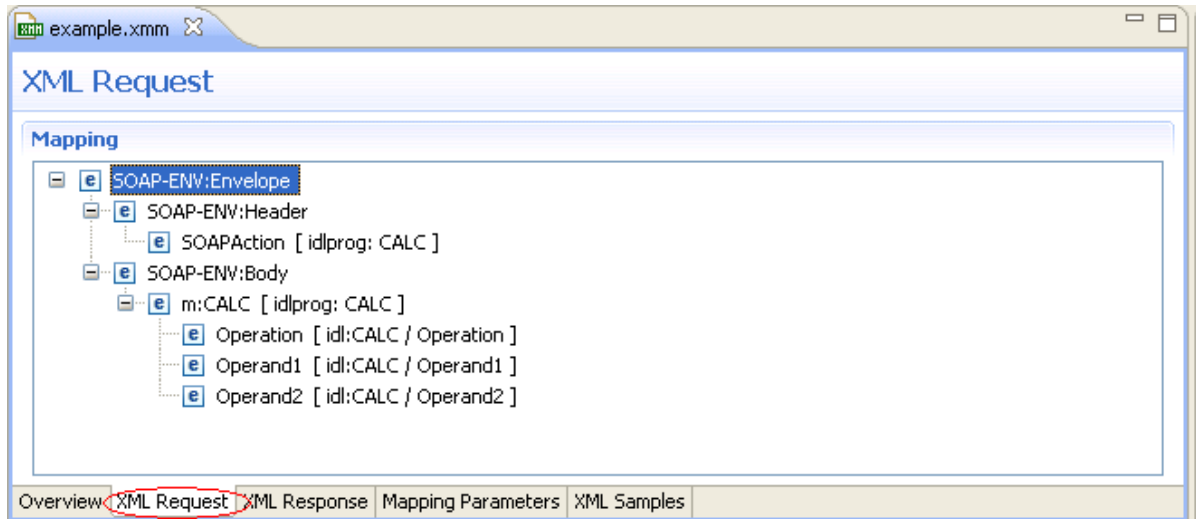 example.xmm
XML Request
Mapping
SOAP-ENV:Envelope
SOAP-ENV:Header
SOAPAction [ idlprog: CALC ]
SOAP-ENV:Body
m:CALC [ idlprog: CALC ]
Operation [ idl:CALC / Operation ]
Operand1 [ idl:CALC / Operand1 ]
Operand2 [ idl:CALC / Operand2 ]
Overview XML Request XML Response Mapping Parameters XML Samples